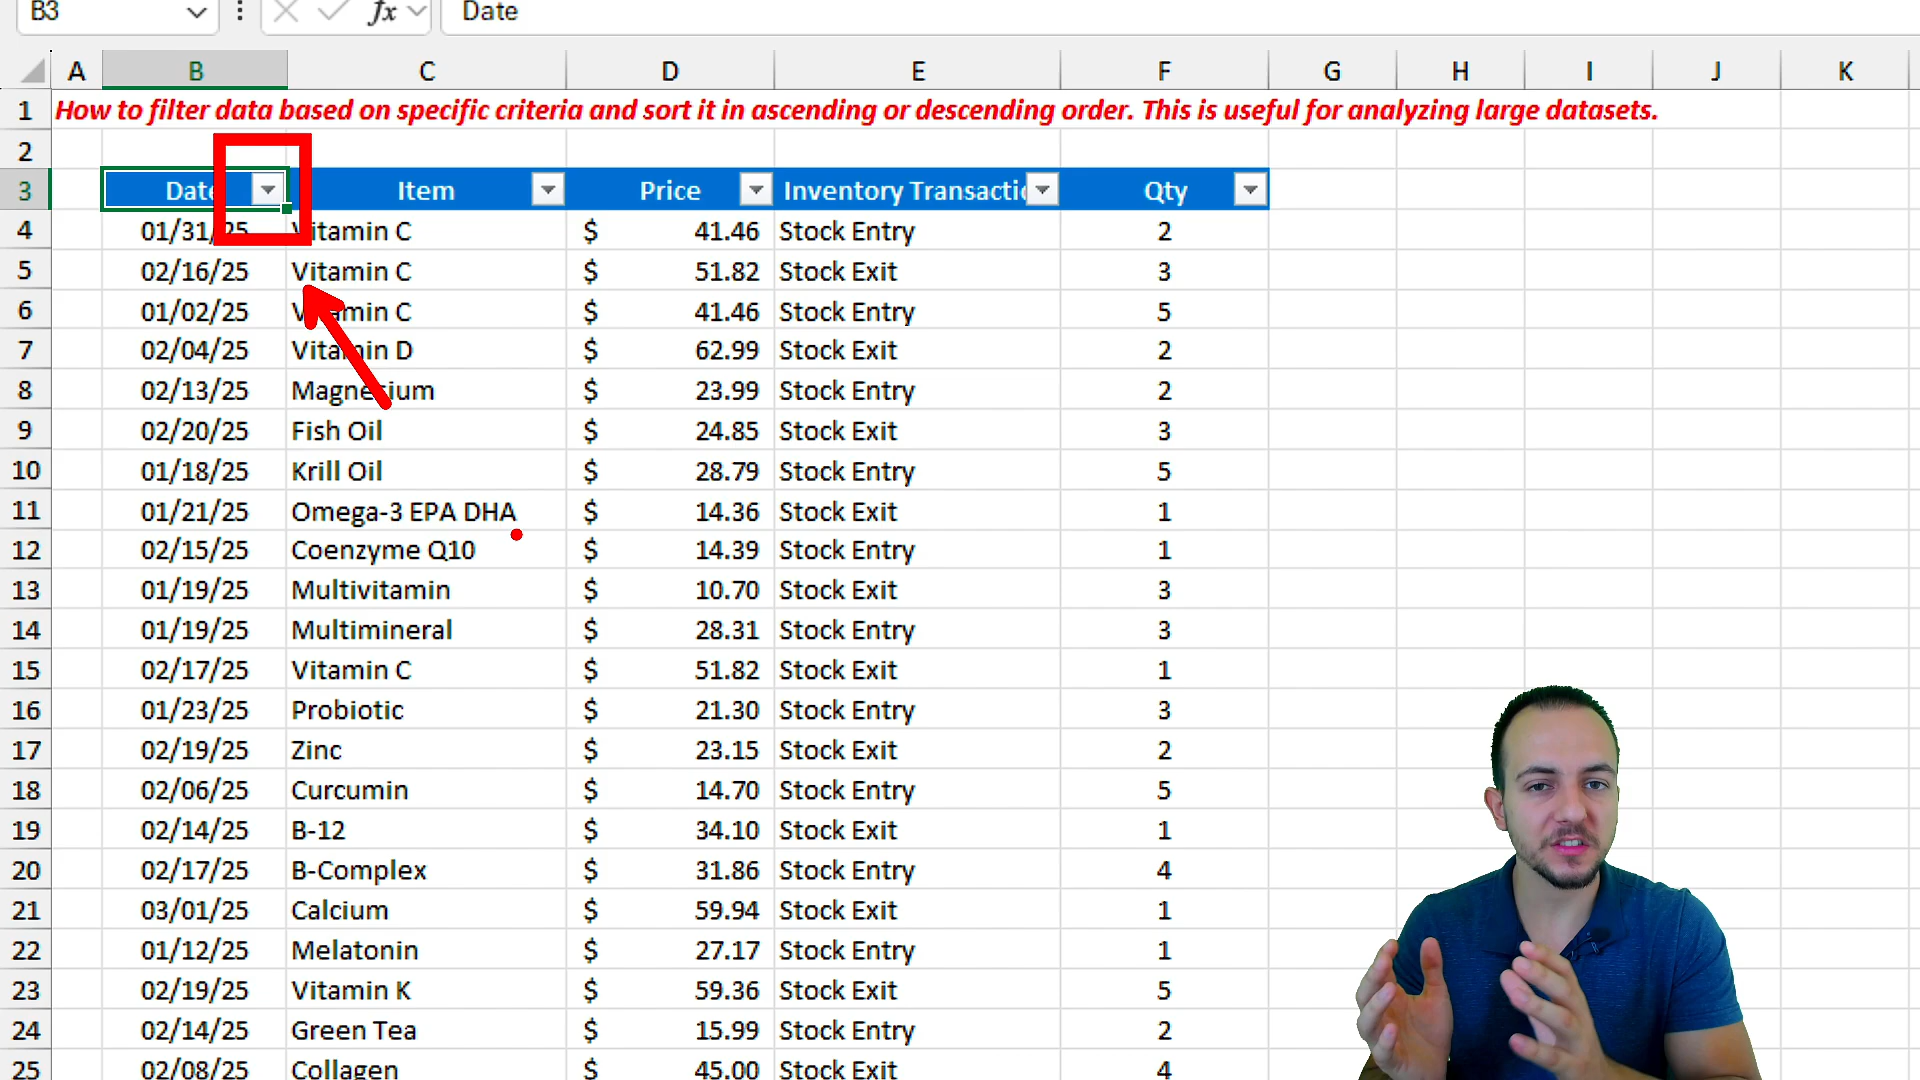 B3 fx Date
A B C D E F G H I J K
1 How to filter data based on specific criteria and sort it in ascending or descending order. This is useful for analyzing large datasets.
2
3 Date Item Price Inventory Transactio Qty
4 01/31/25 Vitamin C $ 41.46 Stock Entry 2
5 02/16/25 Vitamin C $ 51.82 Stock Exit 3
6 01/02/25 Vitamin C $ 41.46 Stock Entry 5
7 02/04/25 Vitamin D $ 62.99 Stock Exit 2
8 02/13/25 Magnesium $ 23.99 Stock Entry 2
9 02/20/25 Fish Oil $ 24.85 Stock Exit 3
10 01/18/25 Krill Oil $ 28.79 Stock Entry 5
11 01/21/25 Omega-3 EPA DHA $ 14.36 Stock Exit 1
12 02/15/25 Coenzyme Q10 $ 14.39 Stock Entry 1
13 01/19/25 Multivitamin $ 10.70 Stock Exit 3
14 01/19/25 Multimineral $ 28.31 Stock Entry 3
15 02/17/25 Vitamin C $ 51.82 Stock Exit 1
16 01/23/25 Probiotic $ 21.30 Stock Entry 3
17 02/19/25 Zinc $ 23.15 Stock Exit 2
18 02/06/25 Curcumin $ 14.70 Stock Entry 5
19 02/14/25 B-12 $ 34.10 Stock Exit 1
20 02/17/25 B-Complex $ 31.86 Stock Entry 4
21 03/01/25 Calcium $ 59.94 Stock Exit 1
22 01/12/25 Melatonin $ 27.17 Stock Entry 1
23 02/19/25 Vitamin K $ 59.36 Stock Exit 5
24 02/14/25 Green Tea $ 15.99 Stock Entry 2
25 02/08/25 Collagen $ 45.00 Stock Exit 4